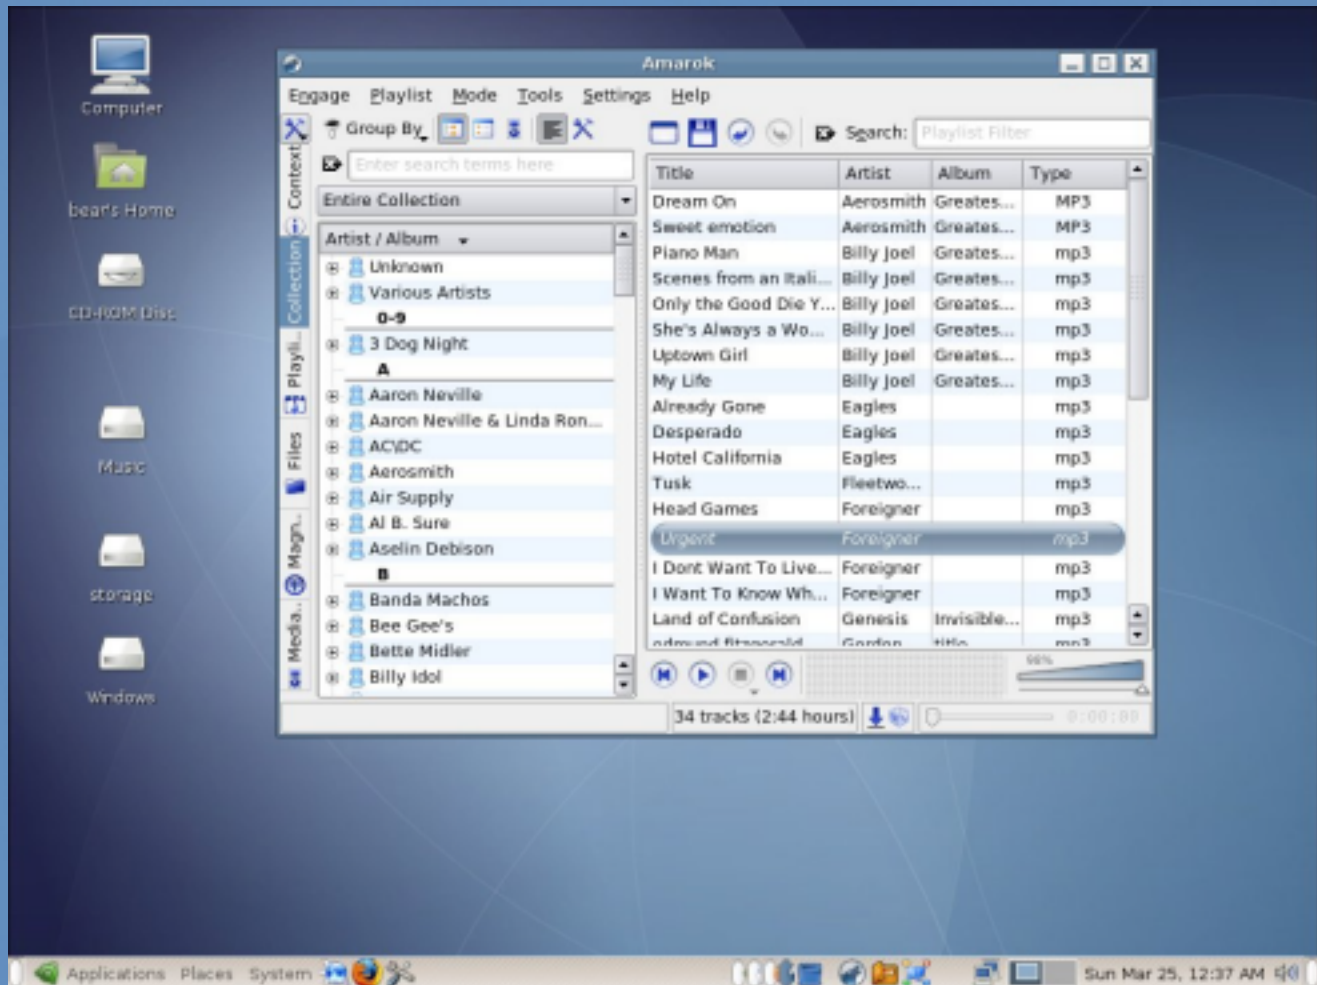 Computer
bear's Home
CD-ROM Disc
Music
storage
Windows
Amarok
Engage Playlist Mode Tools Settings Help
Group By
Search: Playlist Filter
Enter search terms here
Entire Collection
Context
Collection
Playli..
Files
Magn..
Media..
Artist / Album
Unknown
Various Artists
0-9
3 Dog Night
A
Aaron Neville
Aaron Neville & Linda Ron...
AC\DC
Aerosmith
Air Supply
Al B. Sure
Aselin Debison
B
Banda Machos
Bee Gee's
Bette Midler
Billy Idol
Title Artist Album Type
Dream On Aerosmith Greates... MP3
Sweet emotion Aerosmith Greates... MP3
Piano Man Billy Joel Greates... mp3
Scenes from an Itali... Billy Joel Greates... mp3
Only the Good Die Y... Billy Joel Greates... mp3
She's Always a Wo... Billy Joel Greates... mp3
Uptown Girl Billy Joel Greates... mp3
My Life Billy Joel Greates... mp3
Already Gone Eagles mp3
Desperado Eagles mp3
Hotel California Eagles mp3
Tusk Fleetwo... mp3
Head Games Foreigner mp3
Urgent Foreigner mp3
I Dont Want To Live... Foreigner mp3
I Want To Know Wh... Foreigner mp3
Land of Confusion Genesis Invisible... mp3
edmund fitzgerald Gordon title mp3
98%
34 tracks (2:44 hours) 0:00:00
Applications Places System Sun Mar 25, 12:37 AM